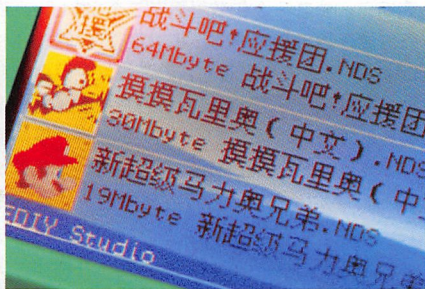 战斗吧!应援团.NDS
64Mbyte 战斗吧!应援团
摸摸瓦里奥(中文).NDS
30Mbyte 摸摸瓦里奥(中
新超级马力奥兄弟.NDS
19Mbyte 新超级马力奥兄弟
EDIY Studio